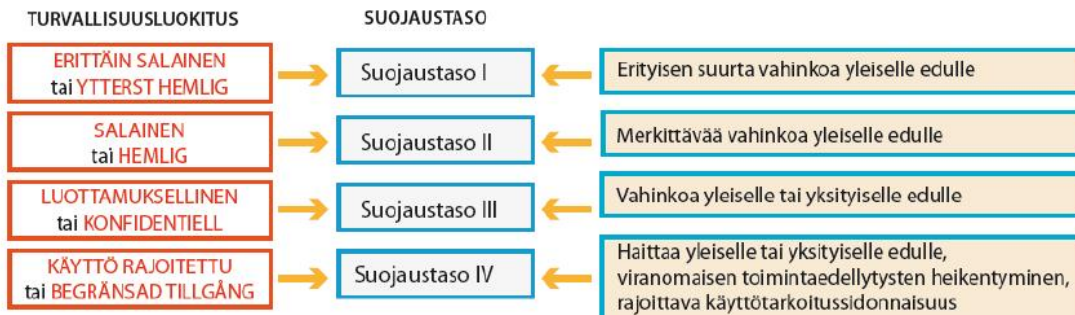 TURVALLISUUSLUOKITUS SUOJAUSTASO
ERITTÄIN SALAINEN
tai YTTERST HEMLIG
Suojaustaso I
Erityisen suurta vahinkoa yleiselle edulle
SALAINEN
tai HEMLIG
Suojaustaso II
Merkittävää vahinkoa yleiselle edulle
LUOTTAMUKSELLINEN
tai KONFIDENTIELL
Suojaustaso III
Vahinkoa yleiselle tai yksityiselle edulle
KÄYTTÖ RAJOITETTU
tai BEGRÄNSAD TILLGÅNG
Suojaustaso IV
Haittaa yleiselle tai yksityiselle edulle,
viranomaisen toimintaedellytysten heikentyminen,
rajoittava käyttötarkoitussidonnaisuus